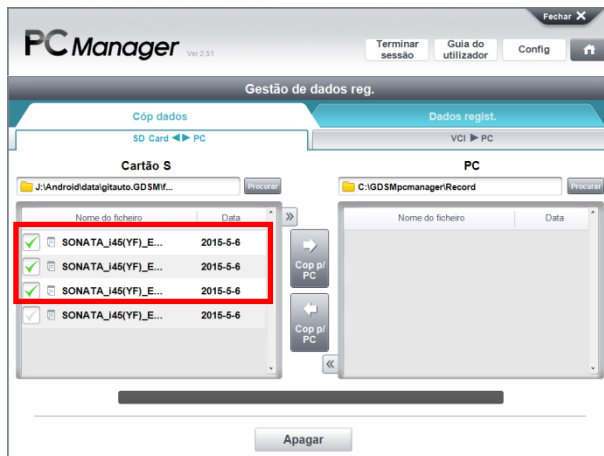 Fechar X
PC Manager Ver 2.51
Terminar sessão
Guia do utilizador
Config
Gestão de dados reg.
Cóp dados
Dados regist.
SD Card ◀▶ PC
VCI ▶ PC
Cartão S
PC
J:\Android\data\gitauto.GDSM\f...
Procurar
C:\GDSMpcmanager\Record
Procurar
Nome do ficheiro Data
Nome do ficheiro Data
SONATA_i45(YF)_E... 2015-5-6
SONATA_i45(YF)_E... 2015-5-6
SONATA_i45(YF)_E... 2015-5-6
SONATA_i45(YF)_E... 2015-5-6
Cop p/
PC
Cop p/
PC
Apagar